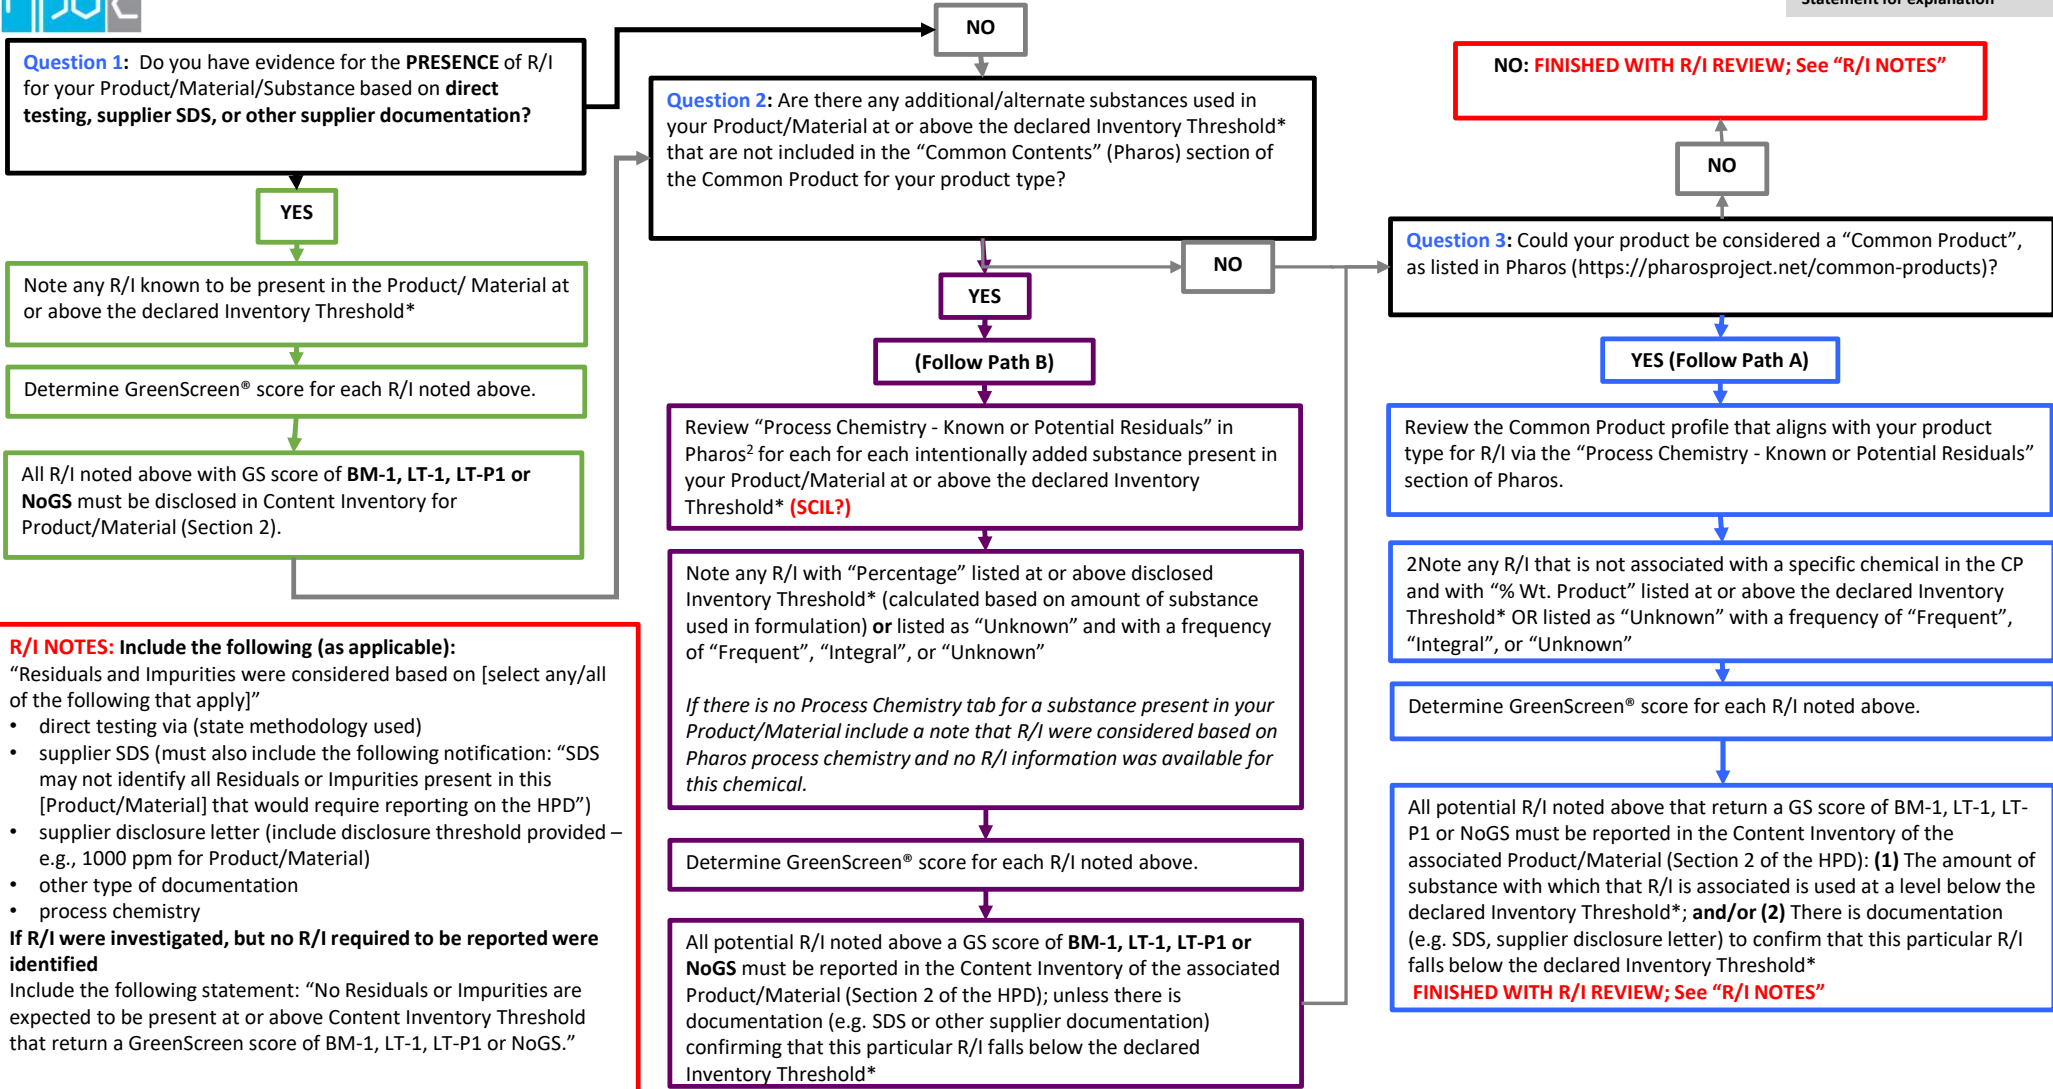 Statement for explanation
NO
Question 1: Do you have evidence for the PRESENCE of R/I
for your Product/Material/Substance based on direct
testing, supplier SDS, or other supplier documentation?
YES
Note any R/I known to be present in the Product/ Material at
or above the declared Inventory Threshold*
Determine GreenScreen® score for each R/I noted above.
All R/I noted above with GS score of BM-1, LT-1, LT-P1 or
NoGS must be disclosed in Content Inventory for
Product/Material (Section 2).
R/I NOTES: Include the following (as applicable):
“Residuals and Impurities were considered based on [select any/all
of the following that apply]”
• direct testing via (state methodology used)
• supplier SDS (must also include the following notification: “SDS
may not identify all Residuals or Impurities present in this
[Product/Material] that would require reporting on the HPD”)
• supplier disclosure letter (include disclosure threshold provided –
e.g., 1000 ppm for Product/Material)
• other type of documentation
• process chemistry
If R/I were investigated, but no R/I required to be reported were
identified
Include the following statement: “No Residuals or Impurities are
expected to be present at or above Content Inventory Threshold
that return a GreenScreen score of BM-1, LT-1, LT-P1 or NoGS.”
Question 2: Are there any additional/alternate substances used in
your Product/Material at or above the declared Inventory Threshold*
that are not included in the “Common Contents” (Pharos) section of
the Common Product for your product type?
NO
YES
(Follow Path B)
Review “Process Chemistry - Known or Potential Residuals” in
Pharos2 for each for each intentionally added substance present in
your Product/Material at or above the declared Inventory
Threshold* (SCIL?)
Note any R/I with “Percentage” listed at or above disclosed
Inventory Threshold* (calculated based on amount of substance
used in formulation) or listed as “Unknown” and with a frequency
of “Frequent”, “Integral”, or “Unknown”
If there is no Process Chemistry tab for a substance present in your
Product/Material include a note that R/I were considered based on
Pharos process chemistry and no R/I information was available for
this chemical.
Determine GreenScreen® score for each R/I noted above.
All potential R/I noted above a GS score of BM-1, LT-1, LT-P1 or
NoGS must be reported in the Content Inventory of the associated
Product/Material (Section 2 of the HPD); unless there is
documentation (e.g. SDS or other supplier documentation)
confirming that this particular R/I falls below the declared
Inventory Threshold*
NO: FINISHED WITH R/I REVIEW; See “R/I NOTES”
NO
Question 3: Could your product be considered a “Common Product”,
as listed in Pharos (https://pharosproject.net/common-products)?
YES (Follow Path A)
Review the Common Product profile that aligns with your product
type for R/I via the “Process Chemistry - Known or Potential Residuals”
section of Pharos.
2Note any R/I that is not associated with a specific chemical in the CP
and with “% Wt. Product” listed at or above the declared Inventory
Threshold* OR listed as “Unknown” with a frequency of “Frequent”,
“Integral”, or “Unknown”
Determine GreenScreen® score for each R/I noted above.
All potential R/I noted above that return a GS score of BM-1, LT-1, LT-
P1 or NoGS must be reported in the Content Inventory of the
associated Product/Material (Section 2 of the HPD): (1) The amount of
substance with which that R/I is associated is used at a level below the
declared Inventory Threshold*; and/or (2) There is documentation
(e.g. SDS, supplier disclosure letter) to confirm that this particular R/I
falls below the declared Inventory Threshold*
FINISHED WITH R/I REVIEW; See “R/I NOTES”